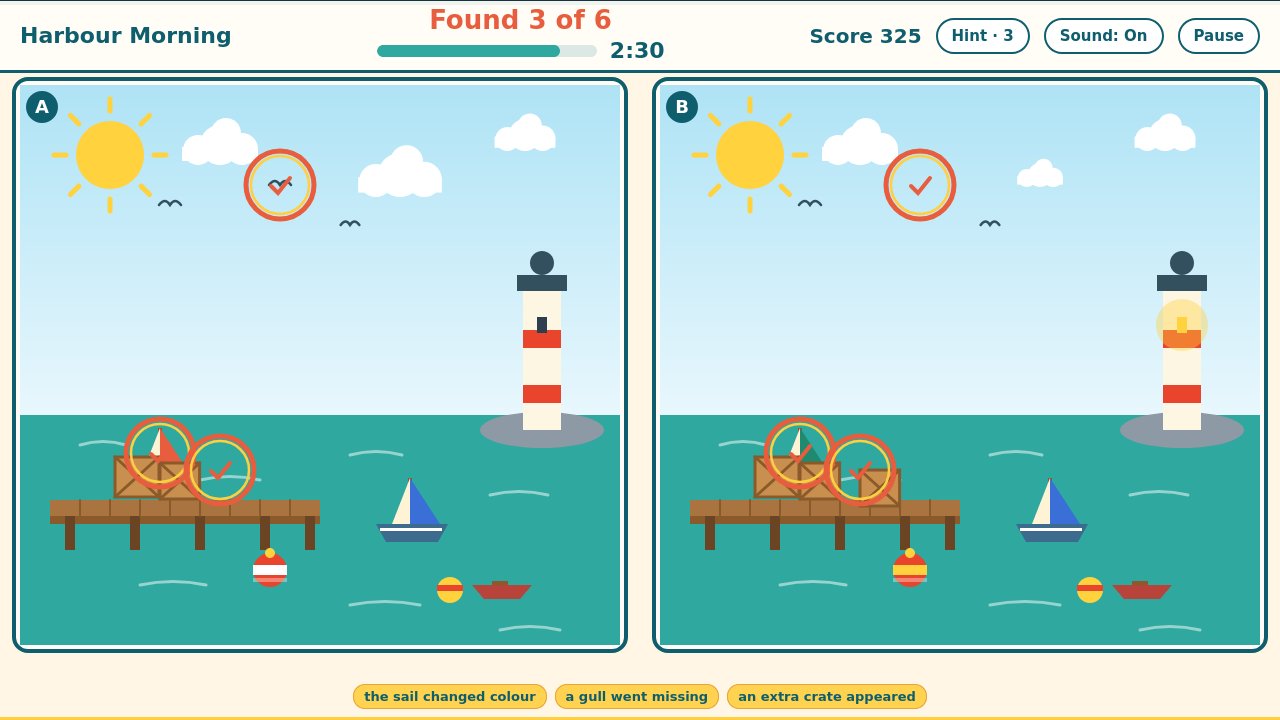 Harbour Morning
Found 3 of 6
2:30
Score 325
Hint · 3
Sound: On
Pause
A
B
the sail changed colour
a gull went missing
an extra crate appeared